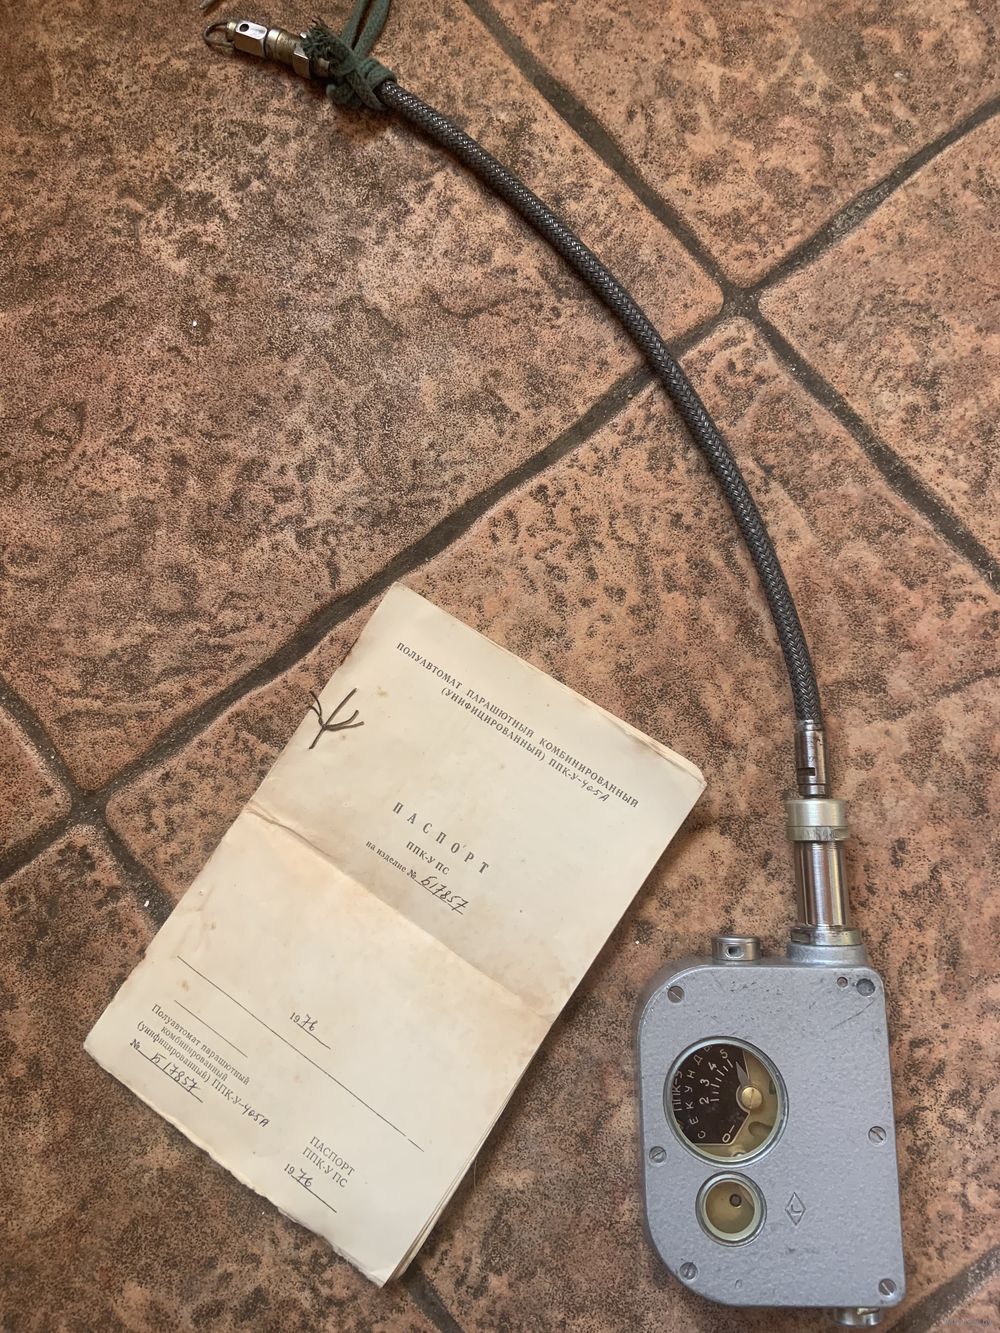 ПОЛУАВТОМАТ ПАРАШЮТНЫЙ КОМБИНИРОВАННЫЙ
(УНИФИЦИРОВАННЫЙ) ППК-У-405А
ПАСПОРТ
ППК-У ПС
на изделие № Б17857
1976
Полуавтомат парашютный
комбинированный
(унифицированный) ППК-У-405А
№ Б17857
ПАСПОРТ
ППК-У ПС
1976
ППК-У
СЕКУНДЫ
0 1 2 3 4 5